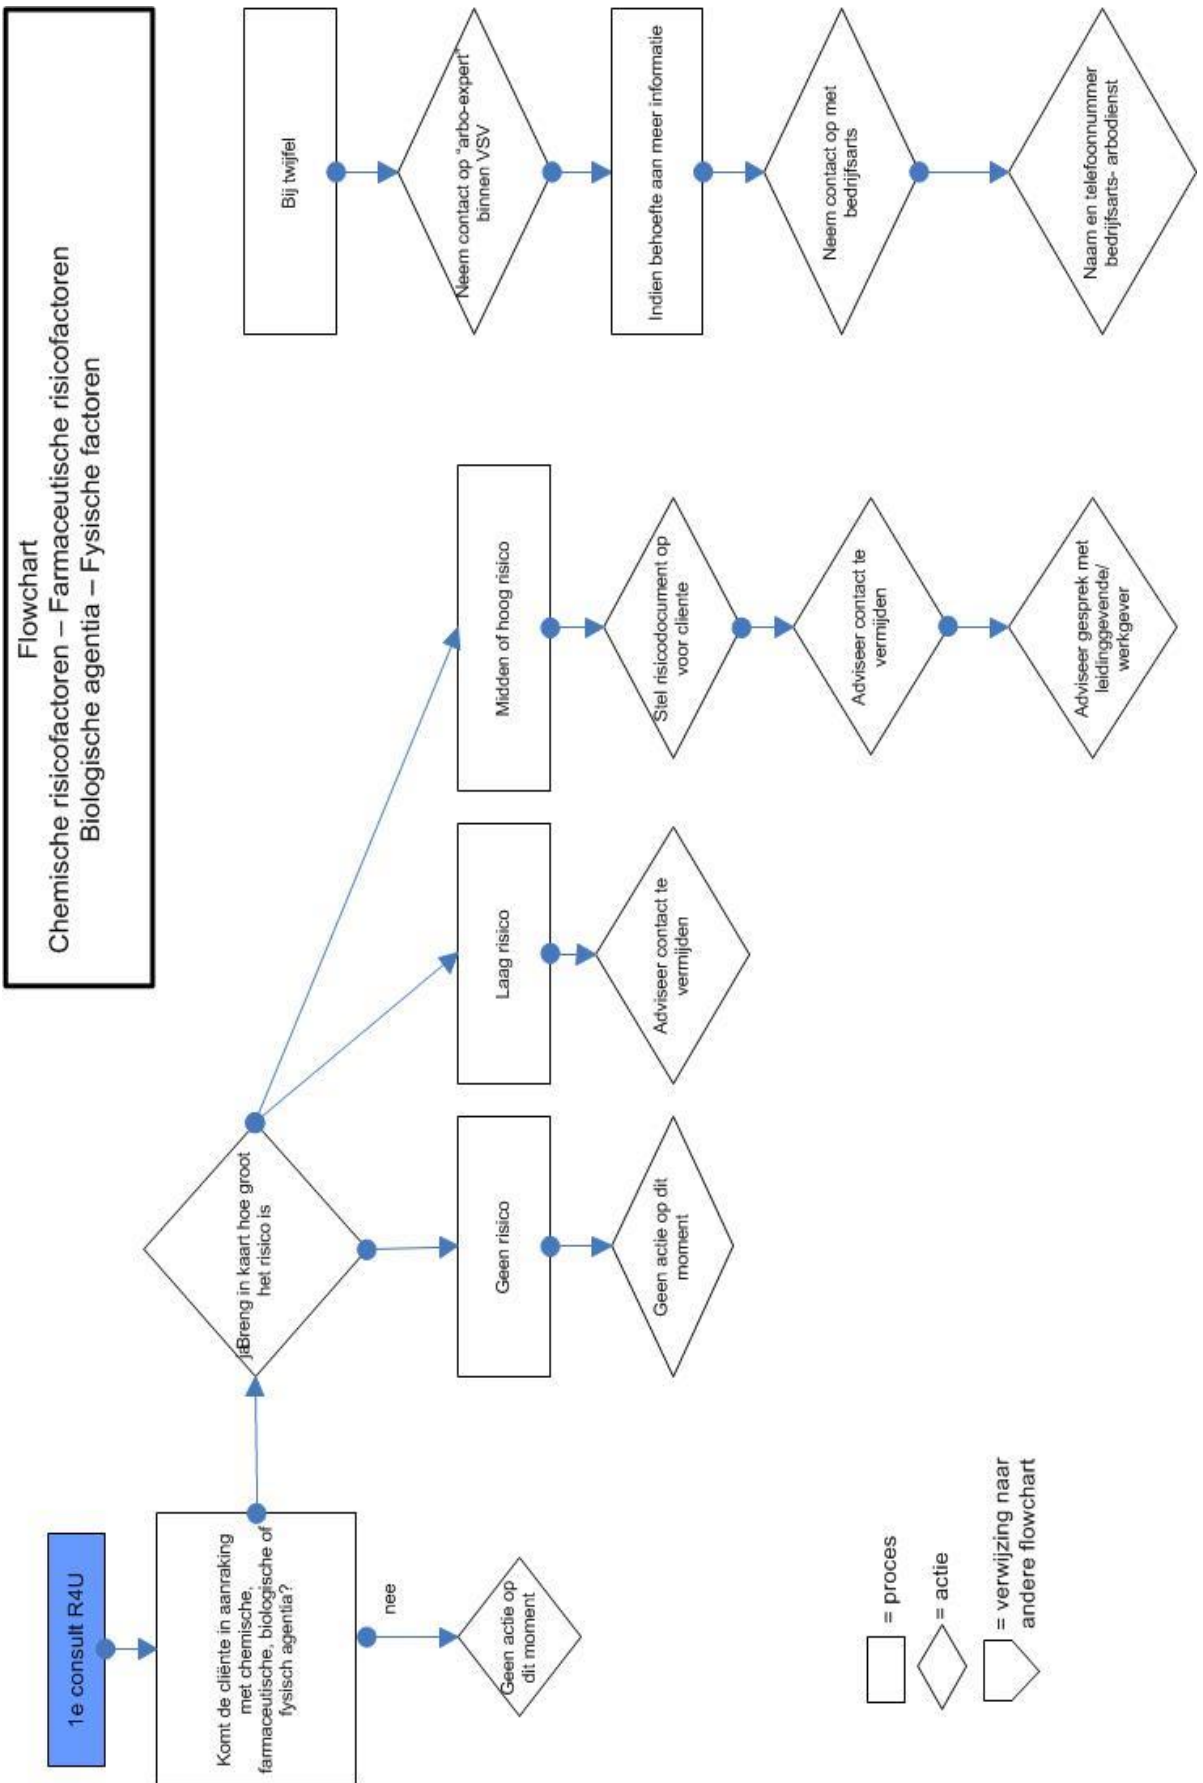 Flowchart
Chemische risicofactoren – Farmaceutische risicofactoren
Biologische agentia – Fysische factoren
1e consult R4U
Komt de cliënte in aanraking
met chemische,
farmaceutische, biologische of
fysisch agentia?
nee
Geen actie op
dit moment
ja
Breng in kaart hoe groot
het risico is
Geen risico
Geen actie op dit
moment
Laag risico
Adviseer contact te
vermijden
Midden of hoog risico
Stel risicodocument op
voor cliente
Adviseer contact te
vermijden
Adviseer gesprek met
leidinggevende/
werkgever
Bij twijfel
Neem contact op "arbo-expert"
binnen VSV
Indien behoefte aan meer informatie
Neem contact op met
bedrijfsarts
Naam en telefoonnummer
bedrijfsarts- arbodienst
= proces
= actie
= verwijzing naar
andere flowchart